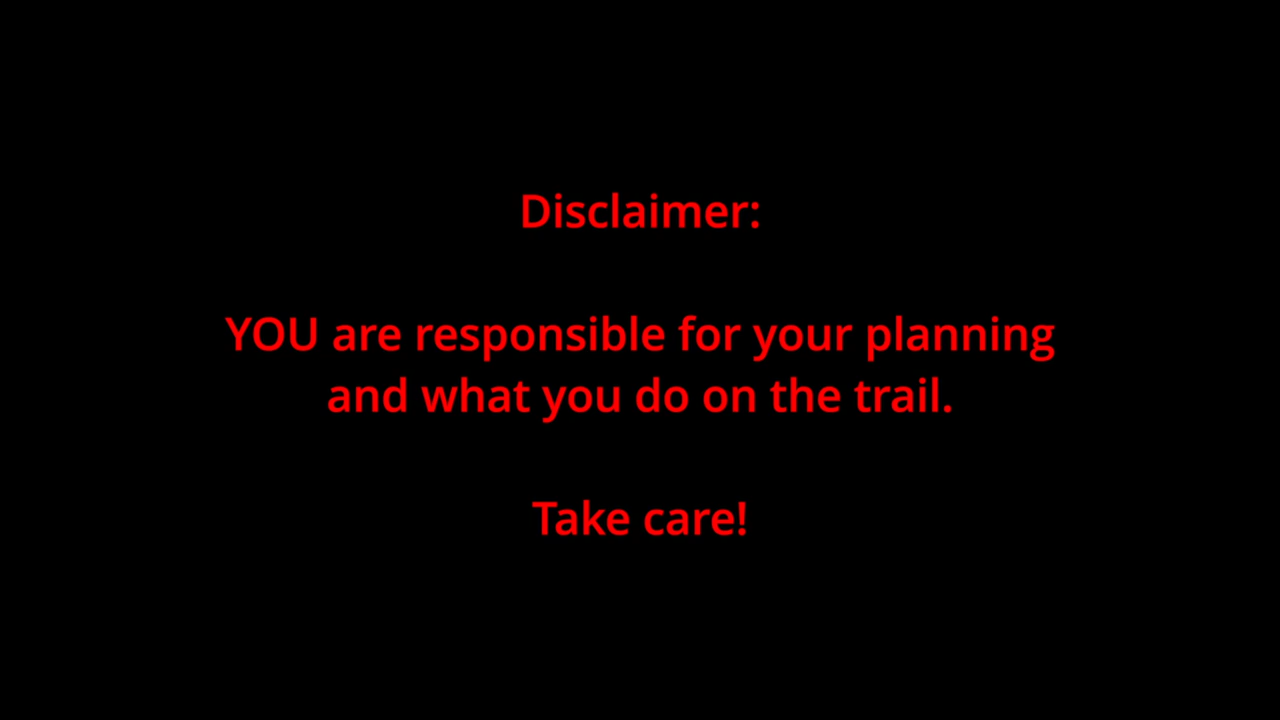 Disclaimer:
YOU are responsible for your planning
and what you do on the trail.
Take care!